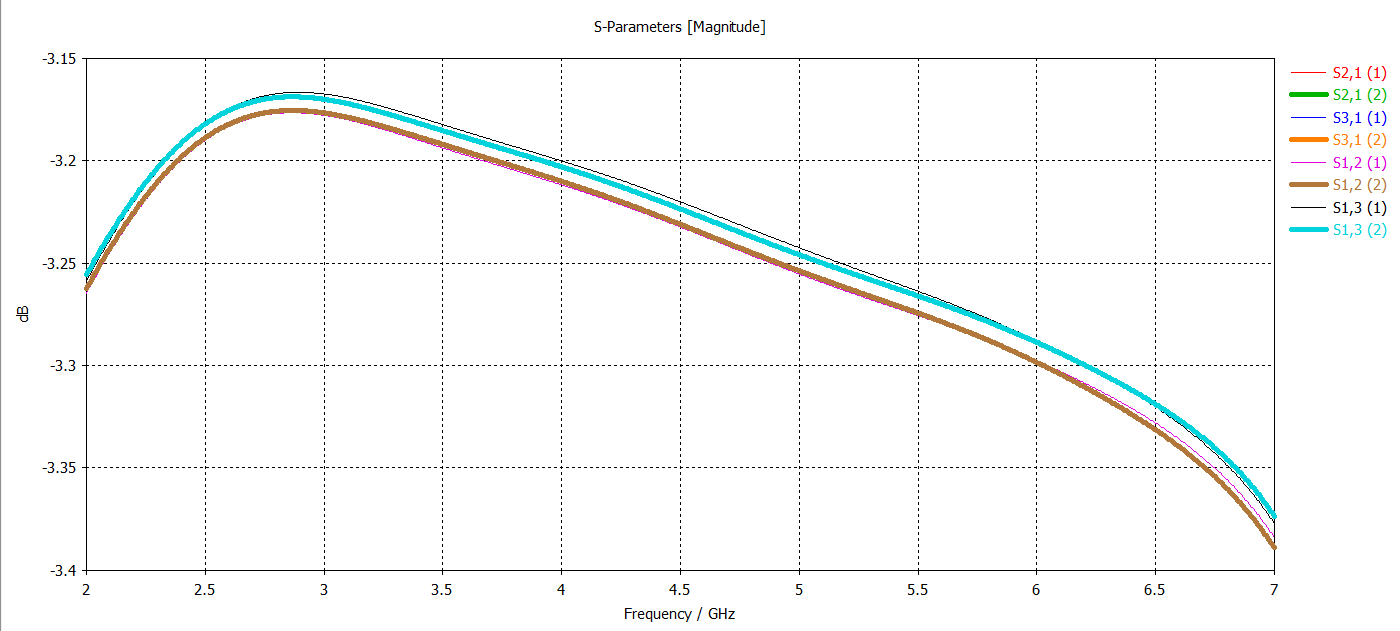 S-Parameters [Magnitude]
-3.15
-3.2
-3.25
-3.3
-3.35
-3.4
dB
2
2.5
3
3.5
4
4.5
5
5.5
6
6.5
7
Frequency / GHz
S2,1 (1)
S2,1 (2)
S3,1 (1)
S3,1 (2)
S1,2 (1)
S1,2 (2)
S1,3 (1)
S1,3 (2)